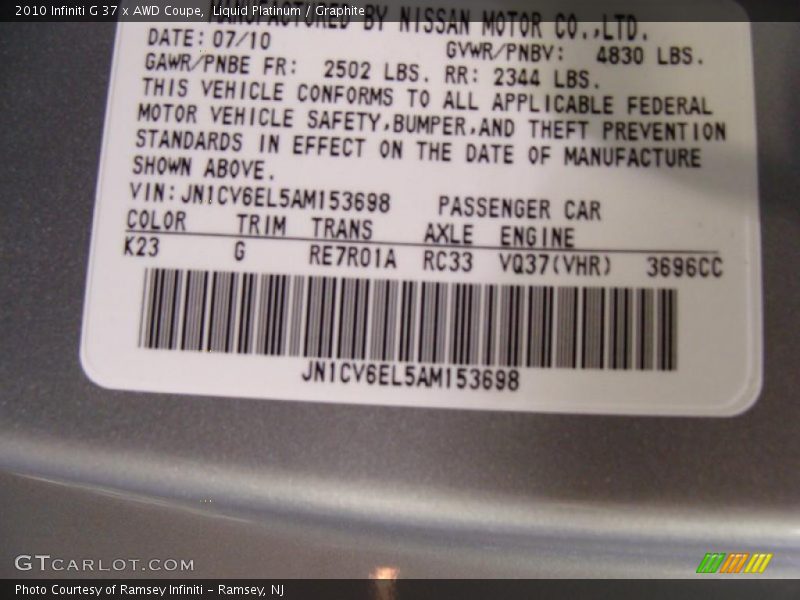 2010 Infiniti G 37 x AWD Coupe, Liquid Platinum / Graphite
MANUFACTURED BY NISSAN MOTOR CO.,LTD.
DATE: 07/10 GVWR/PNBV: 4830 LBS.
GAWR/PNBE FR: 2502 LBS. RR: 2344 LBS.
THIS VEHICLE CONFORMS TO ALL APPLICABLE FEDERAL
MOTOR VEHICLE SAFETY,BUMPER,AND THEFT PREVENTION
STANDARDS IN EFFECT ON THE DATE OF MANUFACTURE
SHOWN ABOVE.
VIN: JN1CV6EL5AM153698 PASSENGER CAR
COLOR TRIM TRANS AXLE ENGINE
K23 G RE7R01A RC33 VQ37(VHR) 3696CC
JN1CV6EL5AM153698
GTCARLOT.COM
Photo Courtesy of Ramsey Infiniti - Ramsey, NJ